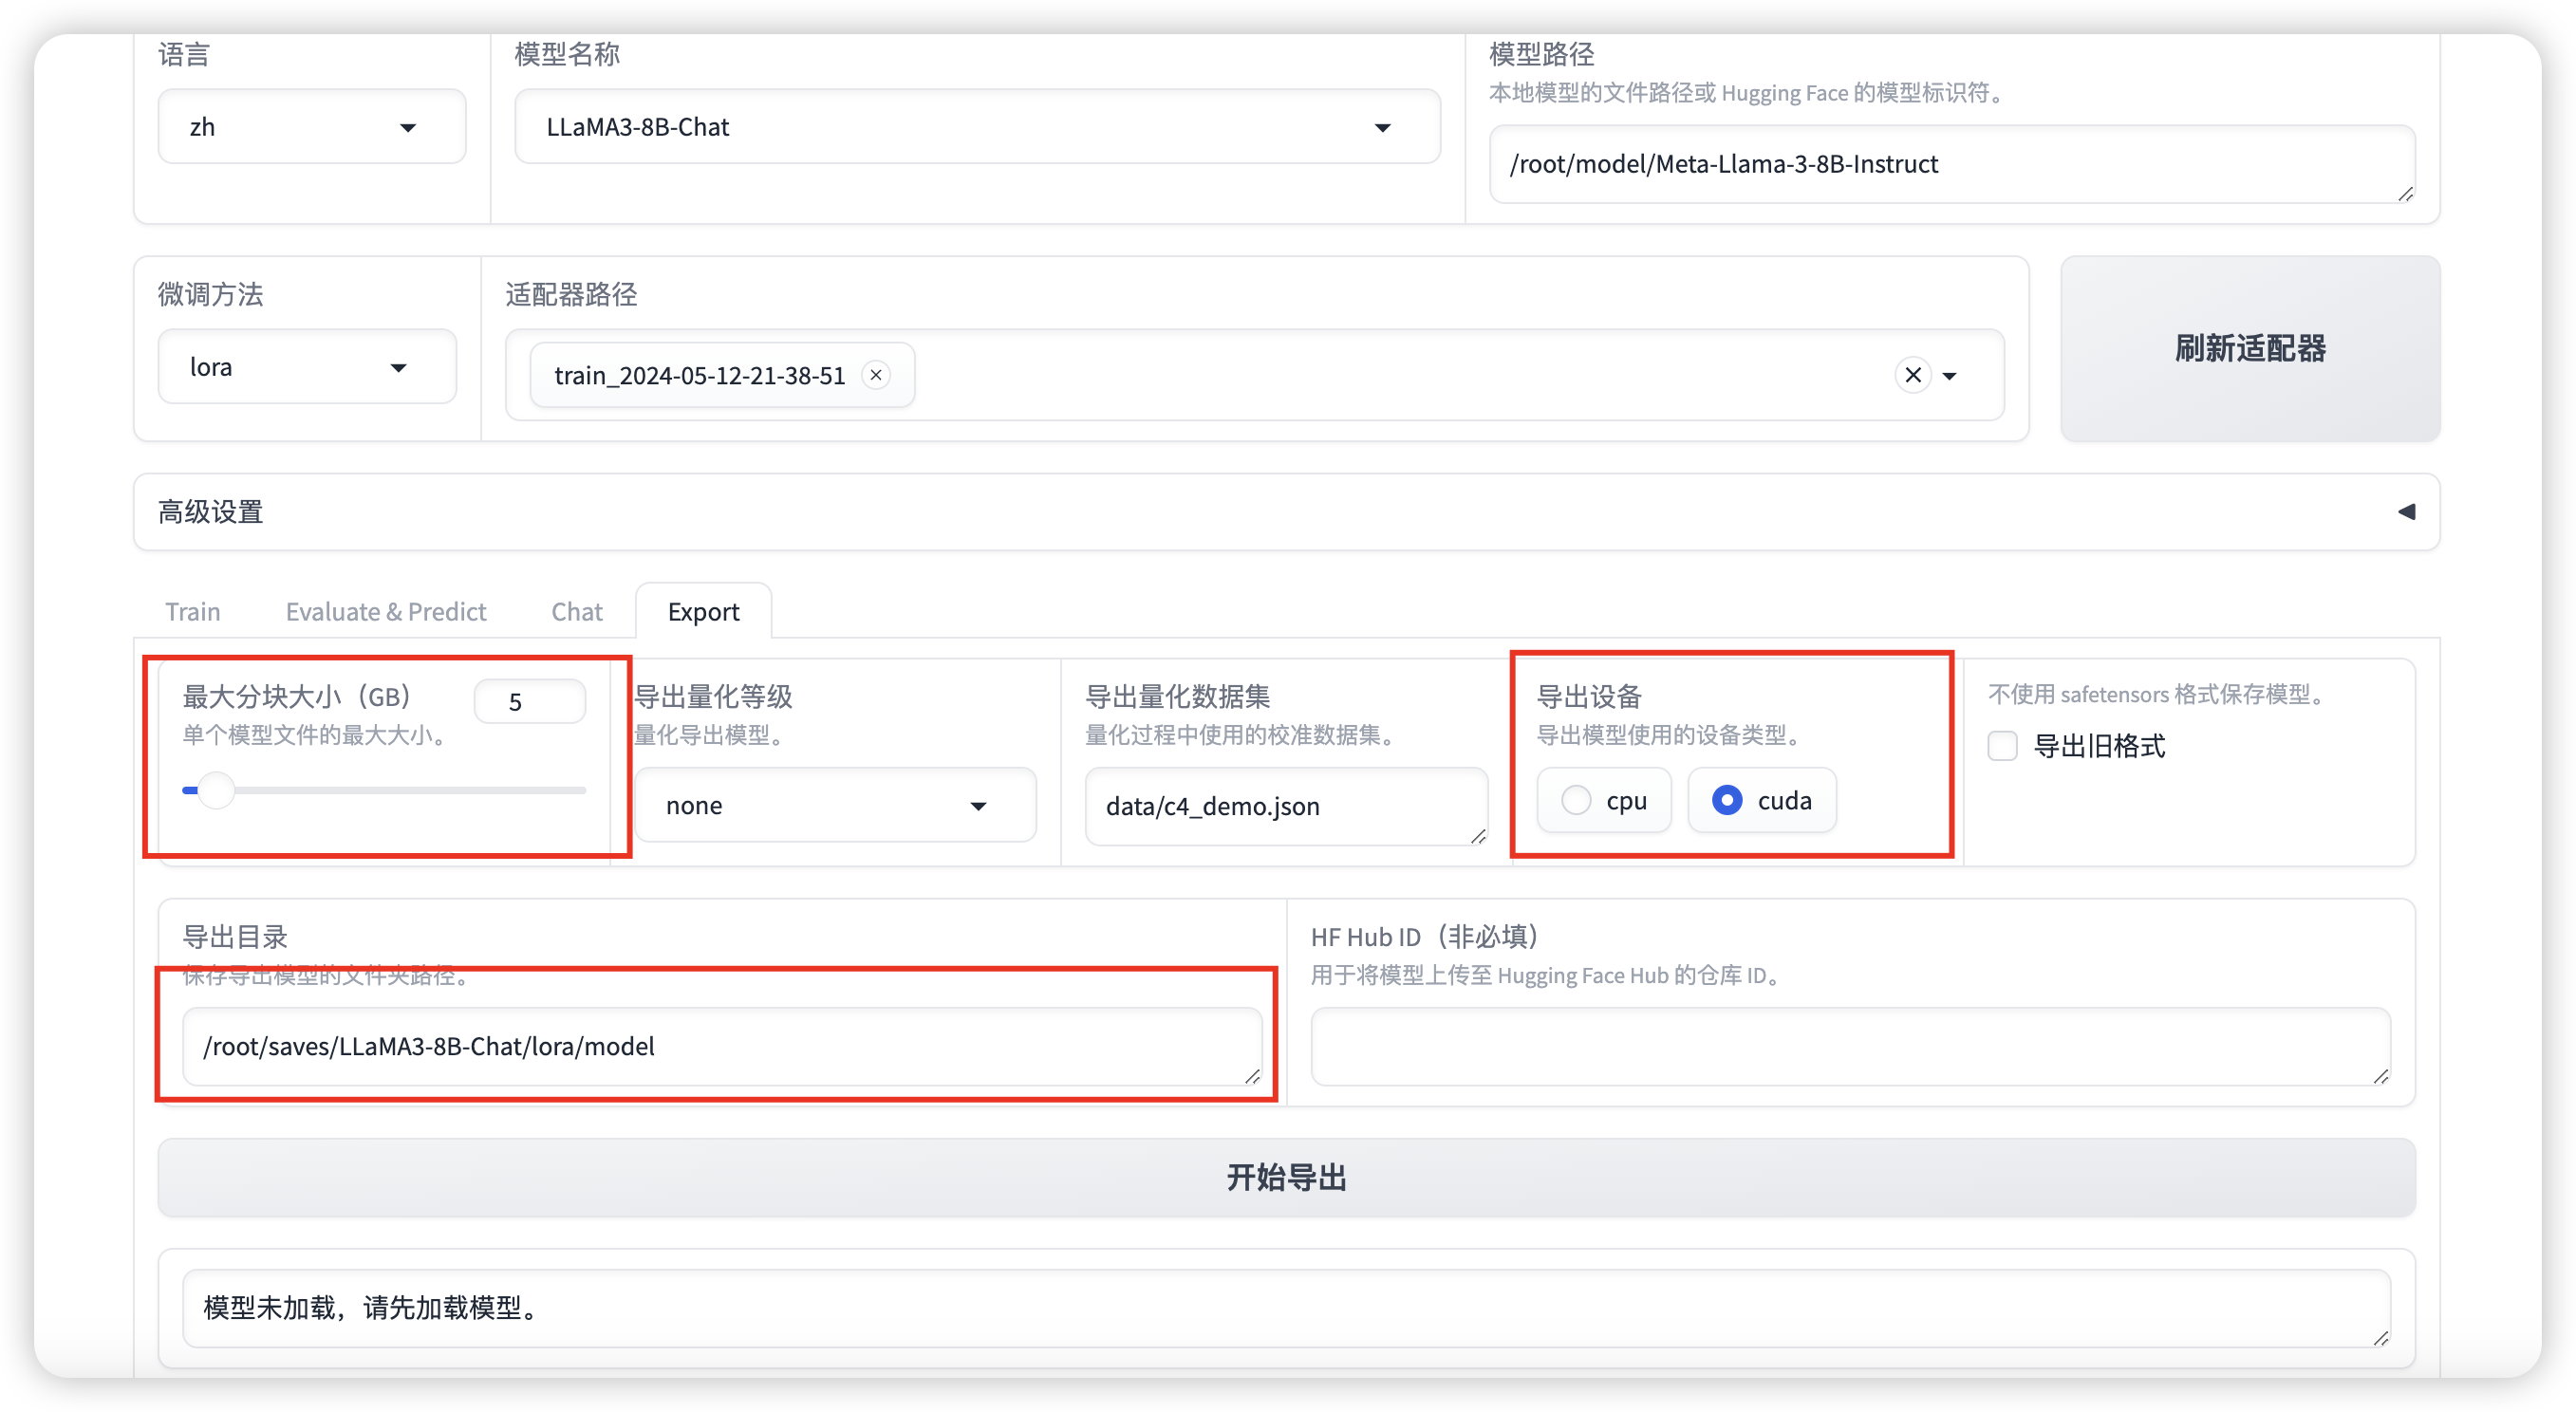 语言
模型名称
模型路径
本地模型的文件路径或 Hugging Face 的模型标识符。
zh
LLaMA3-8B-Chat
/root/model/Meta-Llama-3-8B-Instruct
微调方法
适配器路径
lora
train_2024-05-12-21-38-51
刷新适配器
高级设置
Train
Evaluate & Predict
Chat
Export
最大分块大小（GB）
5
单个模型文件的最大大小。
导出量化等级
量化导出模型。
none
导出量化数据集
量化过程中使用的校准数据集。
data/c4_demo.json
导出设备
导出模型使用的设备类型。
cpu
cuda
不使用 safetensors 格式保存模型。
导出旧格式
导出目录
保存导出模型的文件夹路径。
/root/saves/LLaMA3-8B-Chat/lora/model
HF Hub ID（非必填）
用于将模型上传至 Hugging Face Hub 的仓库 ID。
开始导出
模型未加载，请先加载模型。